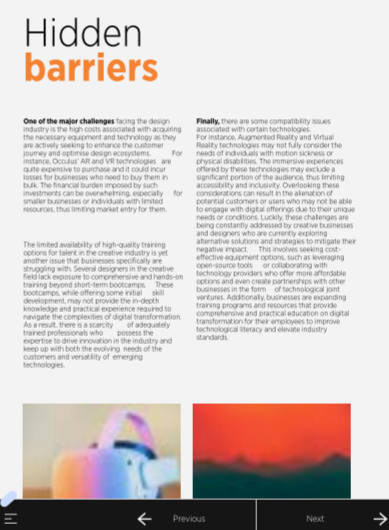 Hidden
barriers
One of the major challenges facing the design
industry is the high costs associated with acquiring
the necessary equipment and technology as they
are actively seeking to enhance the customer
journey and optimise design ecosystems. For
instance, Occulus' AR and VR technologies are
quite expensive to purchase and it could incur
losses for businesses who need to buy them in
bulk. The financial burden imposed by such
investments can be overwhelming, especially for
smaller businesses or individuals with limited
resources, thus limiting market entry for them.
The limited availability of high-quality training
options for talent in the creative industry is yet
another issue that businesses specifically are
struggling with. Several designers in the creative
field lack exposure to comprehensive and hands-on
training beyond short-term bootcamps. These
bootcamps, while offering some initial skill
development, may not provide the in-depth
knowledge and practical experience required to
navigate the complexities of digital transformation.
As a result, there is a scarcity of adequately
trained professionals who possess the
expertise to drive innovation in the industry and
keep up with both the evolving needs of the
customers and versatility of emerging
technologies.
Finally, there are some compatibility issues
associated with certain technologies.
For instance, Augmented Reality and Virtual
Reality technologies may not fully consider the
needs of individuals with motion sickness or
physical disabilities. The immersive experiences
offered by these technologies may exclude a
significant portion of the audience, thus limiting
accessibility and inclusivity. Overlooking these
considerations can result in the alienation of
potential customers or users who may not be able
to engage with digital offerings due to their unique
needs or conditions. Luckily, these challenges are
being constantly addressed by creative businesses
and designers who are currently exploring
alternative solutions and strategies to mitigate their
negative impact. This involves seeking cost-
effective equipment options, such as leveraging
open-source tools or collaborating with
technology providers who offer more affordable
options and even create partnerships with other
businesses in the form of technological joint
ventures. Additionally, businesses are expanding
training programs and resources that provide
comprehensive and practical education on digital
transformation for their employees to improve
technological literacy and elevate industry
standards.
Previous
Next